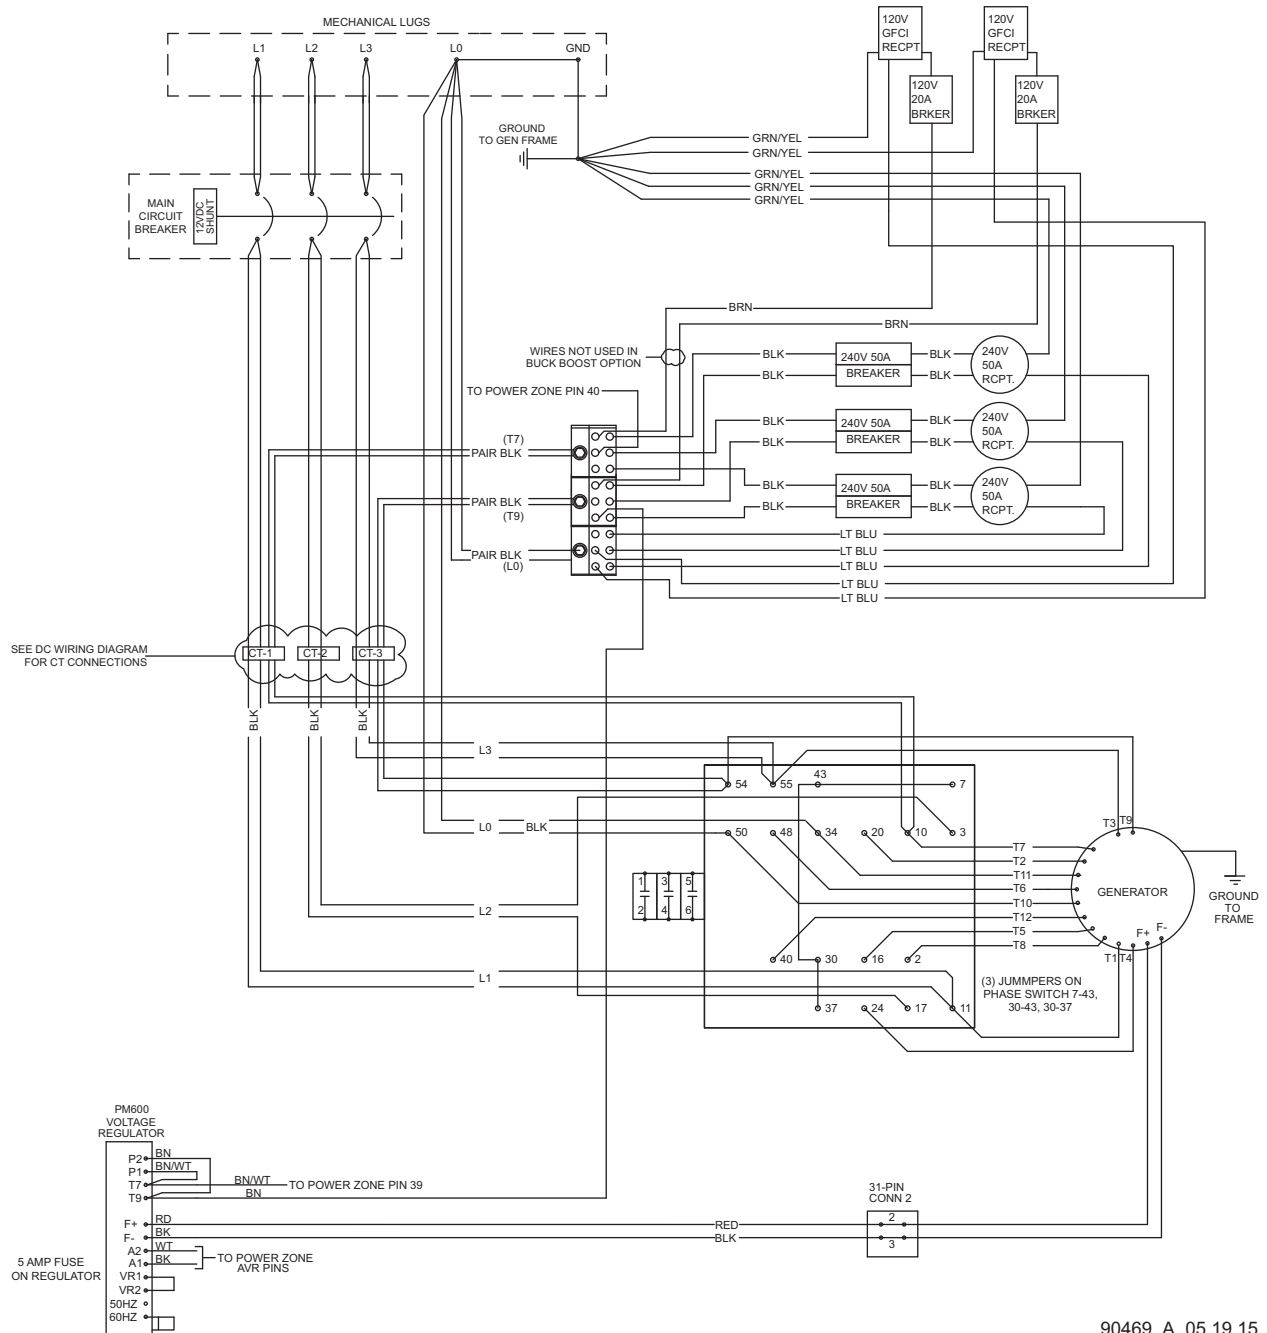 MECHANICAL LUGS
L1
L2
L3
L0
GND
120V
GFCI
RECPT
120V
GFCI
RECPT
120V
20A
BRKER
120V
20A
BRKER
GROUND
TO GEN FRAME
GRN/YEL
GRN/YEL
GRN/YEL
GRN/YEL
GRN/YEL
MAIN
CIRCUIT
BREAKER
12VDC
SHUNT
BRN
BRN
WIRES NOT USED IN
BUCK BOOST OPTION
TO POWER ZONE PIN 40
BLK
240V 50A
BREAKER
BLK
BLK
BLK
240V
50A
RCPT.
BLK
240V 50A
BREAKER
BLK
BLK
BLK
240V
50A
RCPT.
BLK
240V 50A
BREAKER
BLK
BLK
BLK
240V
50A
RCPT.
(T7)
PAIR BLK
PAIR BLK
(T9)
PAIR BLK
(L0)
LT BLU
LT BLU
LT BLU
LT BLU
LT BLU
SEE DC WIRING DIAGRAM
FOR CT CONNECTIONS
CT-1
CT-2
CT-3
BLK
BLK
BLK
L3
L0
BLK
L2
L1
54
55
43
7
50
48
34
20
10
3
1
3
5
2
4
6
40
30
16
2
37
24
17
11
T3
T9
T7
T2
T11
T6
T10
T12
T5
T8
GENERATOR
T1
T4
F+
F-
GROUND
TO
FRAME
(3) JUMMPERS ON
PHASE SWITCH 7-43,
30-43, 30-37
PM600
VOLTAGE
REGULATOR
P2
BN
P1
BN/WT
T7
BN/WT
TO POWER ZONE PIN 39
T9
BN
F+
RD
RED
F-
BK
BLK
A2
WT
A1
BK
TO POWER ZONE
AVR PINS
VR1
VR2
50HZ
60HZ
5 AMP FUSE
ON REGULATOR
31-PIN
CONN 2
2
3
90469_A_05.19.15